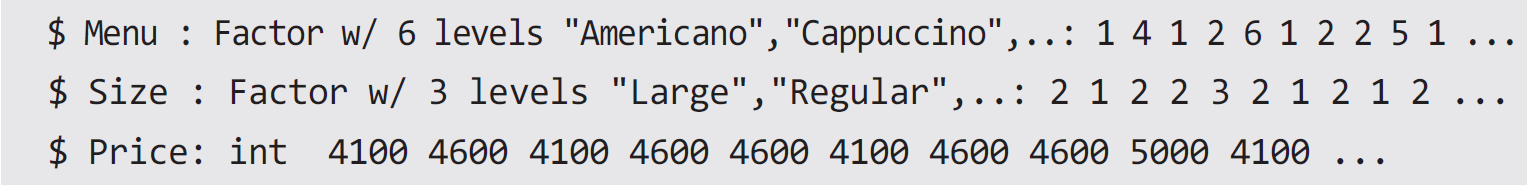 $ Menu : Factor w/ 6 levels "Americano","Cappuccino",..: 1 4 1 2 6 1 2 2 5 1 ...
$ Size : Factor w/ 3 levels "Large","Regular",..: 2 1 2 2 3 2 1 2 1 2 ...
$ Price: int  4100 4600 4100 4600 4600 4100 4600 4600 5000 4100 ...